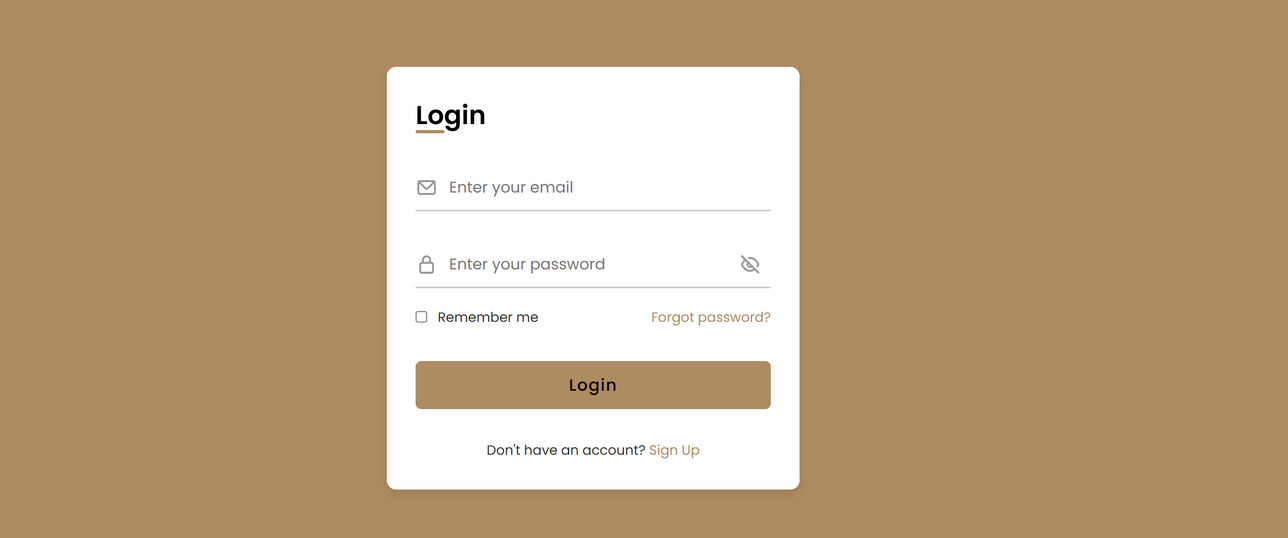 Login
Enter your email
Enter your password
Remember me Forgot password?
Login
Don't have an account? Sign Up